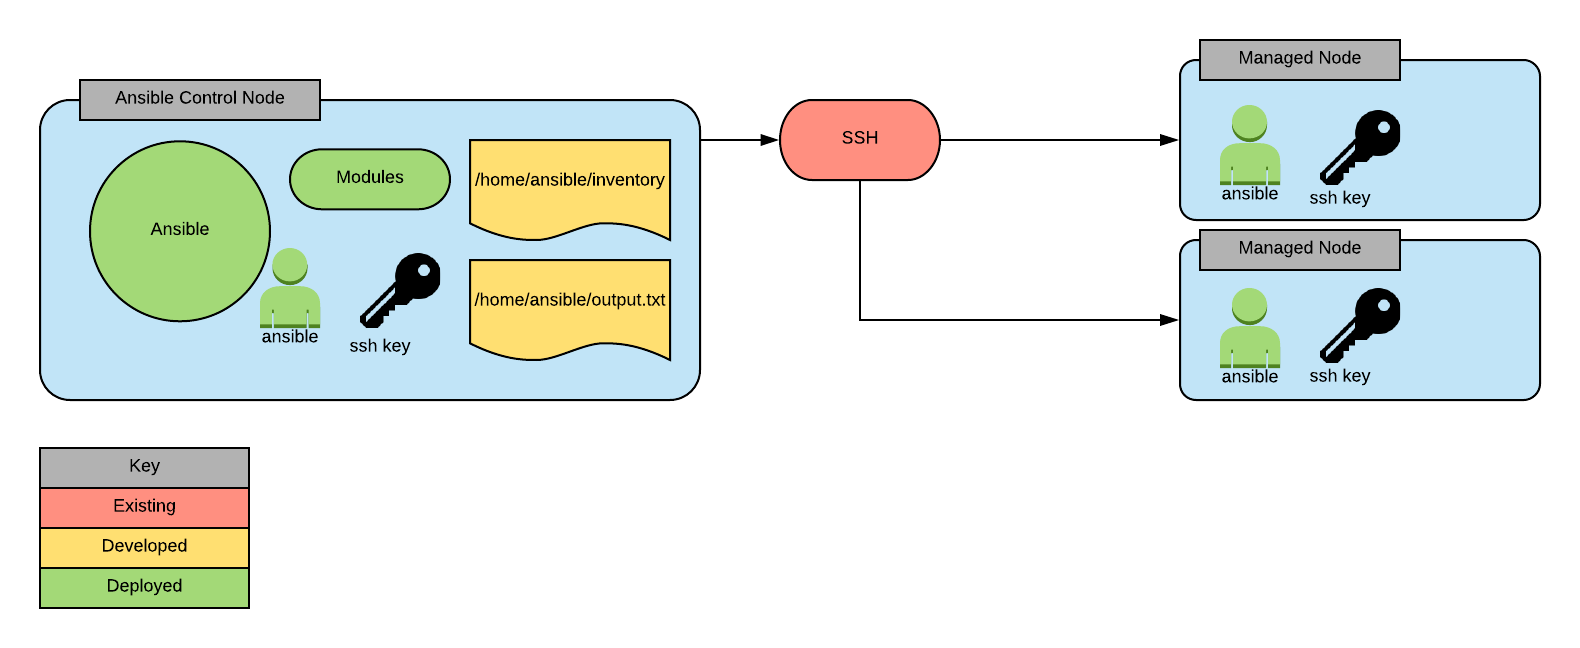 Ansible Control Node
Ansible
Modules
/home/ansible/inventory
/home/ansible/output.txt
ansible
ssh key
SSH
Managed Node
ansible
ssh key
Managed Node
ansible
ssh key
Key
Existing
Developed
Deployed